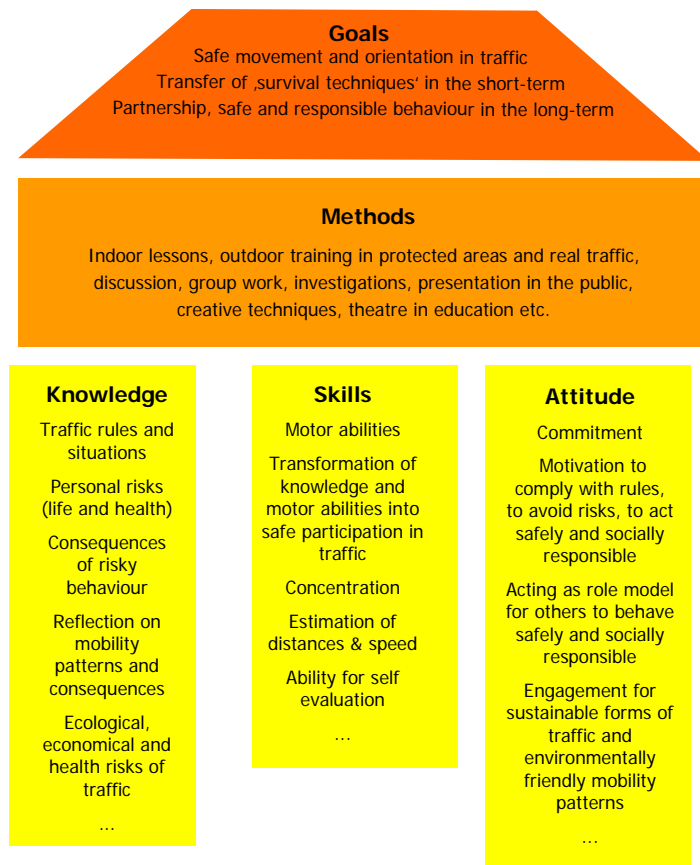 Goals
Safe movement and orientation in traffic
Transfer of ‚survival techniques‘ in the short-term
Partnership, safe and responsible behaviour in the long-term
Methods
Indoor lessons, outdoor training in protected areas and real traffic,
discussion, group work, investigations, presentation in the public,
creative techniques, theatre in education etc.
Knowledge
Traffic rules and
situations
Personal risks
(life and health)
Consequences
of risky
behaviour
Reflection on
mobility
patterns and
consequences
Ecological,
economical and
health risks of
traffic
...
Skills
Motor abilities
Transformation of
knowledge and
motor abilities into
safe participation in
traffic
Concentration
Estimation of
distances & speed
Ability for self
evaluation
...
Attitude
Commitment
Motivation to
comply with rules,
to avoid risks, to act
safely and socially
responsible
Acting as role model
for others to behave
safely and socially
responsible
Engagement for
sustainable forms of
traffic and
environmentally
friendly mobility
patterns
...